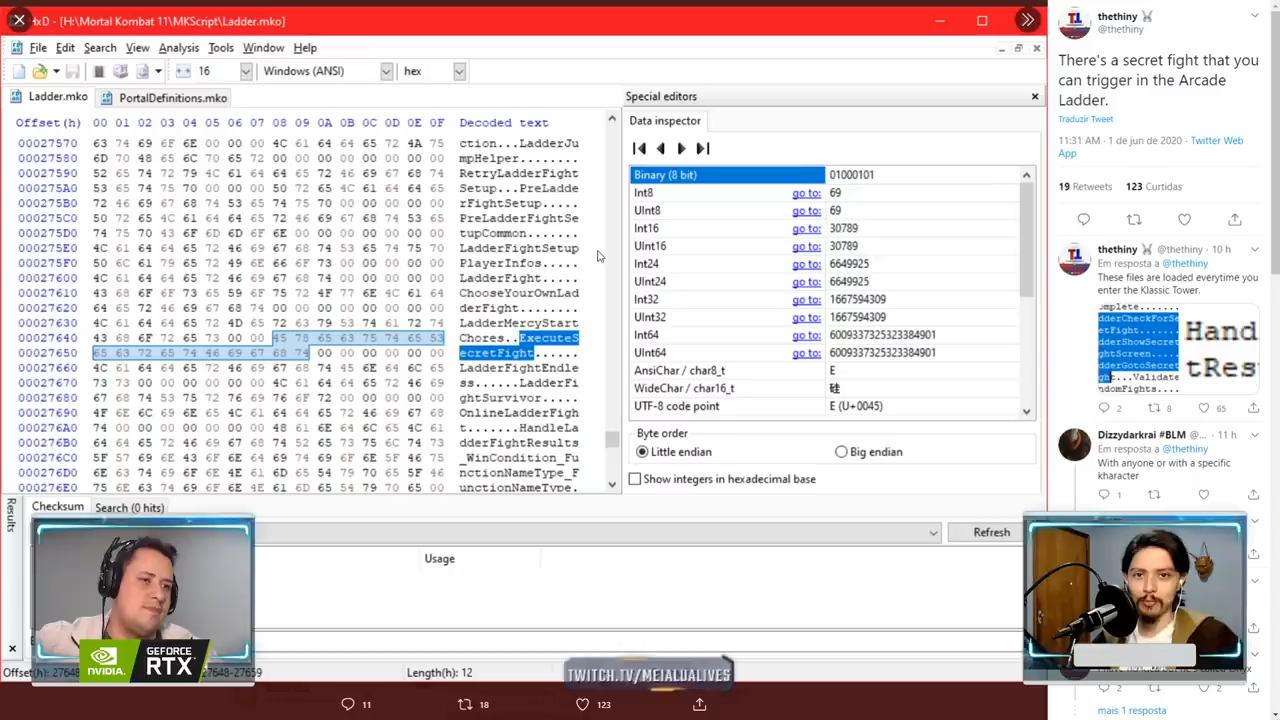 HxD - [H:\Mortal Kombat 11\MKScript\Ladder.mko]
File Edit Search View Analysis Tools Window Help
16 Windows (ANSI) hex
Ladder.mko PortalDefinitions.mko
Offset(h) 00 01 02 03 04 05 06 07 08 09 0A 0B 0C 0D 0E 0F Decoded text
00027570 63 74 69 6F 6E 00 00 00 4C 61 64 64 65 72 4A 75 ction...LadderJu
00027580 6D 70 48 65 6C 70 65 72 00 00 00 00 00 00 00 00 mpHelper........
00027590 52 65 74 72 79 4C 61 64 64 65 72 46 69 67 68 74 RetryLadderFight
000275A0 53 65 74 75 70 00 00 00 50 72 65 4C 61 64 64 65 Setup...PreLadde
000275B0 72 46 69 67 68 74 53 65 74 75 70 00 00 00 00 00 rFightSetup.....
000275C0 50 72 65 4C 61 64 64 65 72 46 69 67 68 74 53 65 PreLadderFightSe
000275D0 74 75 70 43 6F 6D 6D 6F 6E 00 00 00 00 00 00 00 tupCommon.......
000275E0 4C 61 64 64 65 72 46 69 67 68 74 53 65 74 75 70 LadderFightSetup
000275F0 50 6C 61 79 65 72 49 6E 66 6F 73 00 00 00 00 00 PlayerInfos.....
00027600 4C 61 64 64 65 72 46 69 67 68 74 00 00 00 00 00 LadderFight.....
00027610 43 68 6F 6F 73 65 59 6F 75 72 4F 77 6E 4C 61 64 ChooseYourOwnLad
00027620 64 65 72 46 69 67 68 74 00 00 00 00 00 00 00 00 derFight........
00027630 4C 61 64 64 65 72 4D 65 72 63 79 53 74 61 72 74 LadderMercyStart
00027640 43 68 6F 72 65 73 00 00 45 78 65 63 75 74 65 53 Chores..ExecuteS
00027650 65 63 72 65 74 46 69 67 68 74 00 00 00 00 00 00 ecretFight......
00027660 4C 61 64 64 65 72 46 69 67 68 74 45 6E 64 6C 65 LadderFightEndle
00027670 73 73 00 00 00 00 00 00 4C 61 64 64 65 72 46 69 ss......LadderFi
00027680 67 68 74 53 75 72 76 69 76 6F 72 00 00 00 00 00 ghtSurvivor.....
00027690 4F 6E 6C 69 6E 65 4C 61 64 64 65 72 46 69 67 68 OnlineLadderFigh
000276A0 74 00 00 00 00 00 00 00 48 61 6E 64 6C 65 4C 61 t.......HandleLa
000276B0 64 64 65 72 46 69 67 68 74 52 65 73 75 6C 74 73 dderFightResults
000276C0 5F 57 69 6E 43 6F 6E 64 69 74 69 6F 6E 5F 46 75 _WinCondition_Fu
000276D0 6E 63 74 69 6F 6E 4E 61 6D 65 54 79 70 65 5F 46 nctionNameType_F
000276E0 75 6E 63 74 69 6F 6E 4E 61 6D 65 54 79 70 65 00 unctionNameType.
Special editors
Data inspector
Binary (8 bit) 01000101
Int8 go to: 69
UInt8 go to: 69
Int16 go to: 30789
UInt16 go to: 30789
Int24 go to: 6649925
UInt24 go to: 6649925
Int32 go to: 1667594309
UInt32 go to: 1667594309
Int64 go to: 6009337325323384901
UInt64 go to: 6009337325323384901
AnsiChar / char8_t E
WideChar / char16_t 硅
UTF-8 code point E (U+0045)
Byte order
Little endian Big endian
Show integers in hexadecimal base
Results
Checksum Search (0 hits)
Refresh
Usage
NVIDIA. GEFORCE RTX
Offset(h): 27648
27648-27659
Length(h): 12
TWITCH.TV/MEIALUALIVES
11 18 123
thethiny
@thethiny
There's a secret fight that you
can trigger in the Arcade
Ladder.
Traduzir Tweet
11:31 AM · 1 de jun de 2020 · Twitter Web
App
19 Retweets 123 Curtidas
thethiny @thethiny · 10 h
Em resposta a @thethiny
These files are loaded everytime you
enter the Klassic Tower.
omplete.......
dderCheckForSe
etFight.
dderShowSecre
ghtScreen.
dderGotoSecre
ght...Validate
ndomFights.
Hand
tRes
2 8 65
Dizzydarkrai #BLM @... · 11 h
Em resposta a @thethiny
With anyone or with a specific
kharacter
1
2 2
mais 1 resposta